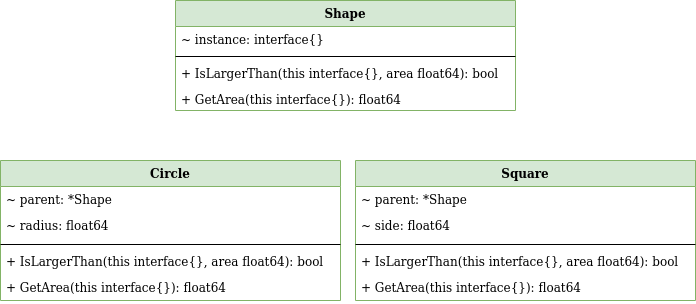 Shape
~ instance: interface{}
+ IsLargerThan(this interface{}, area float64): bool
+ GetArea(this interface{}): float64
Circle
~ parent: *Shape
~ radius: float64
+ IsLargerThan(this interface{}, area float64): bool
+ GetArea(this interface{}): float64
Square
~ parent: *Shape
~ side: float64
+ IsLargerThan(this interface{}, area float64): bool
+ GetArea(this interface{}): float64